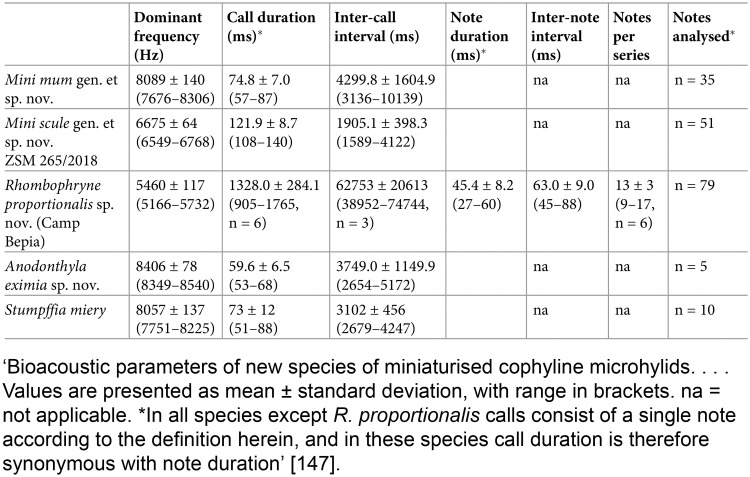 Dominant frequency (Hz) Call duration (ms)* Inter-call interval (ms) Note duration (ms)* Inter-note interval (ms) Notes per series Notes analysed*
Mini mum gen. et sp. nov. 8089 ± 140 (7676–8306) 74.8 ± 7.0 (57–87) 4299.8 ± 1604.9 (3136–10139) na na n = 35
Mini scule gen. et sp. nov. ZSM 265/2018 6675 ± 64 (6549–6768) 121.9 ± 8.7 (108–140) 1905.1 ± 398.3 (1589–4122) na na n = 51
Rhombophryne proportionalis sp. nov. (Camp Bepia) 5460 ± 117 (5166–5732) 1328.0 ± 284.1 (905–1765, n = 6) 62753 ± 20613 (38952–74744, n = 3) 45.4 ± 8.2 (27–60) 63.0 ± 9.0 (45–88) 13 ± 3 (9–17, n = 6) n = 79
Anodonthyla eximia sp. nov. 8406 ± 78 (8349–8540) 59.6 ± 6.5 (53–68) 3749.0 ± 1149.9 (2654–5172) na na n = 5
Stumpffia miery 8057 ± 137 (7751–8225) 73 ± 12 (51–88) 3102 ± 456 (2679–4247) na na n = 10
‘Bioacoustic parameters of new species of miniaturised cophyline microhylids. . . .
Values are presented as mean ± standard deviation, with range in brackets. na =
not applicable. *In all species except R. proportionalis calls consist of a single note
according to the definition herein, and in these species call duration is therefore
synonymous with note duration’ [147].